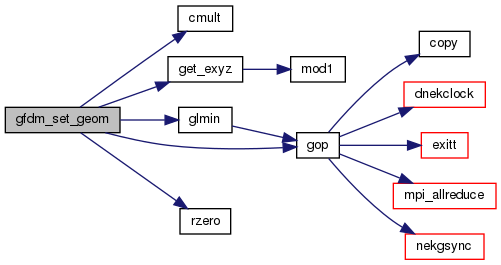 cmult
copy
get_exyz
mod1
dnekclock
gfdm_set_geom
glmin
gop
exitt
mpi_allreduce
rzero
nekgsync